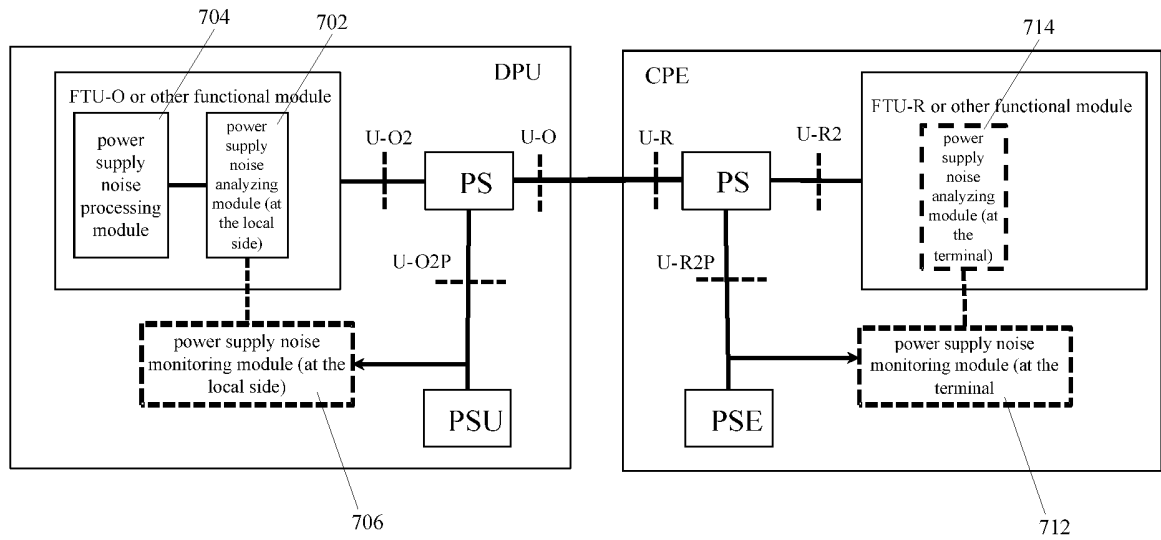 704
702
714
DPU
CPE
FTU-O or other functional module
power
supply
noise
processing
module
power
supply
noise
analyzing
module (at
the local
side)
U-O2
PS
U-O
U-R
PS
U-R2
FTU-R or other functional module
power
supply
noise
analyzing
module
(at
the
terminal)
U-O2P
U-R2P
power supply noise
monitoring module (at the
local side)
PSU
PSE
power supply noise
monitoring module (at the
terminal
706
712